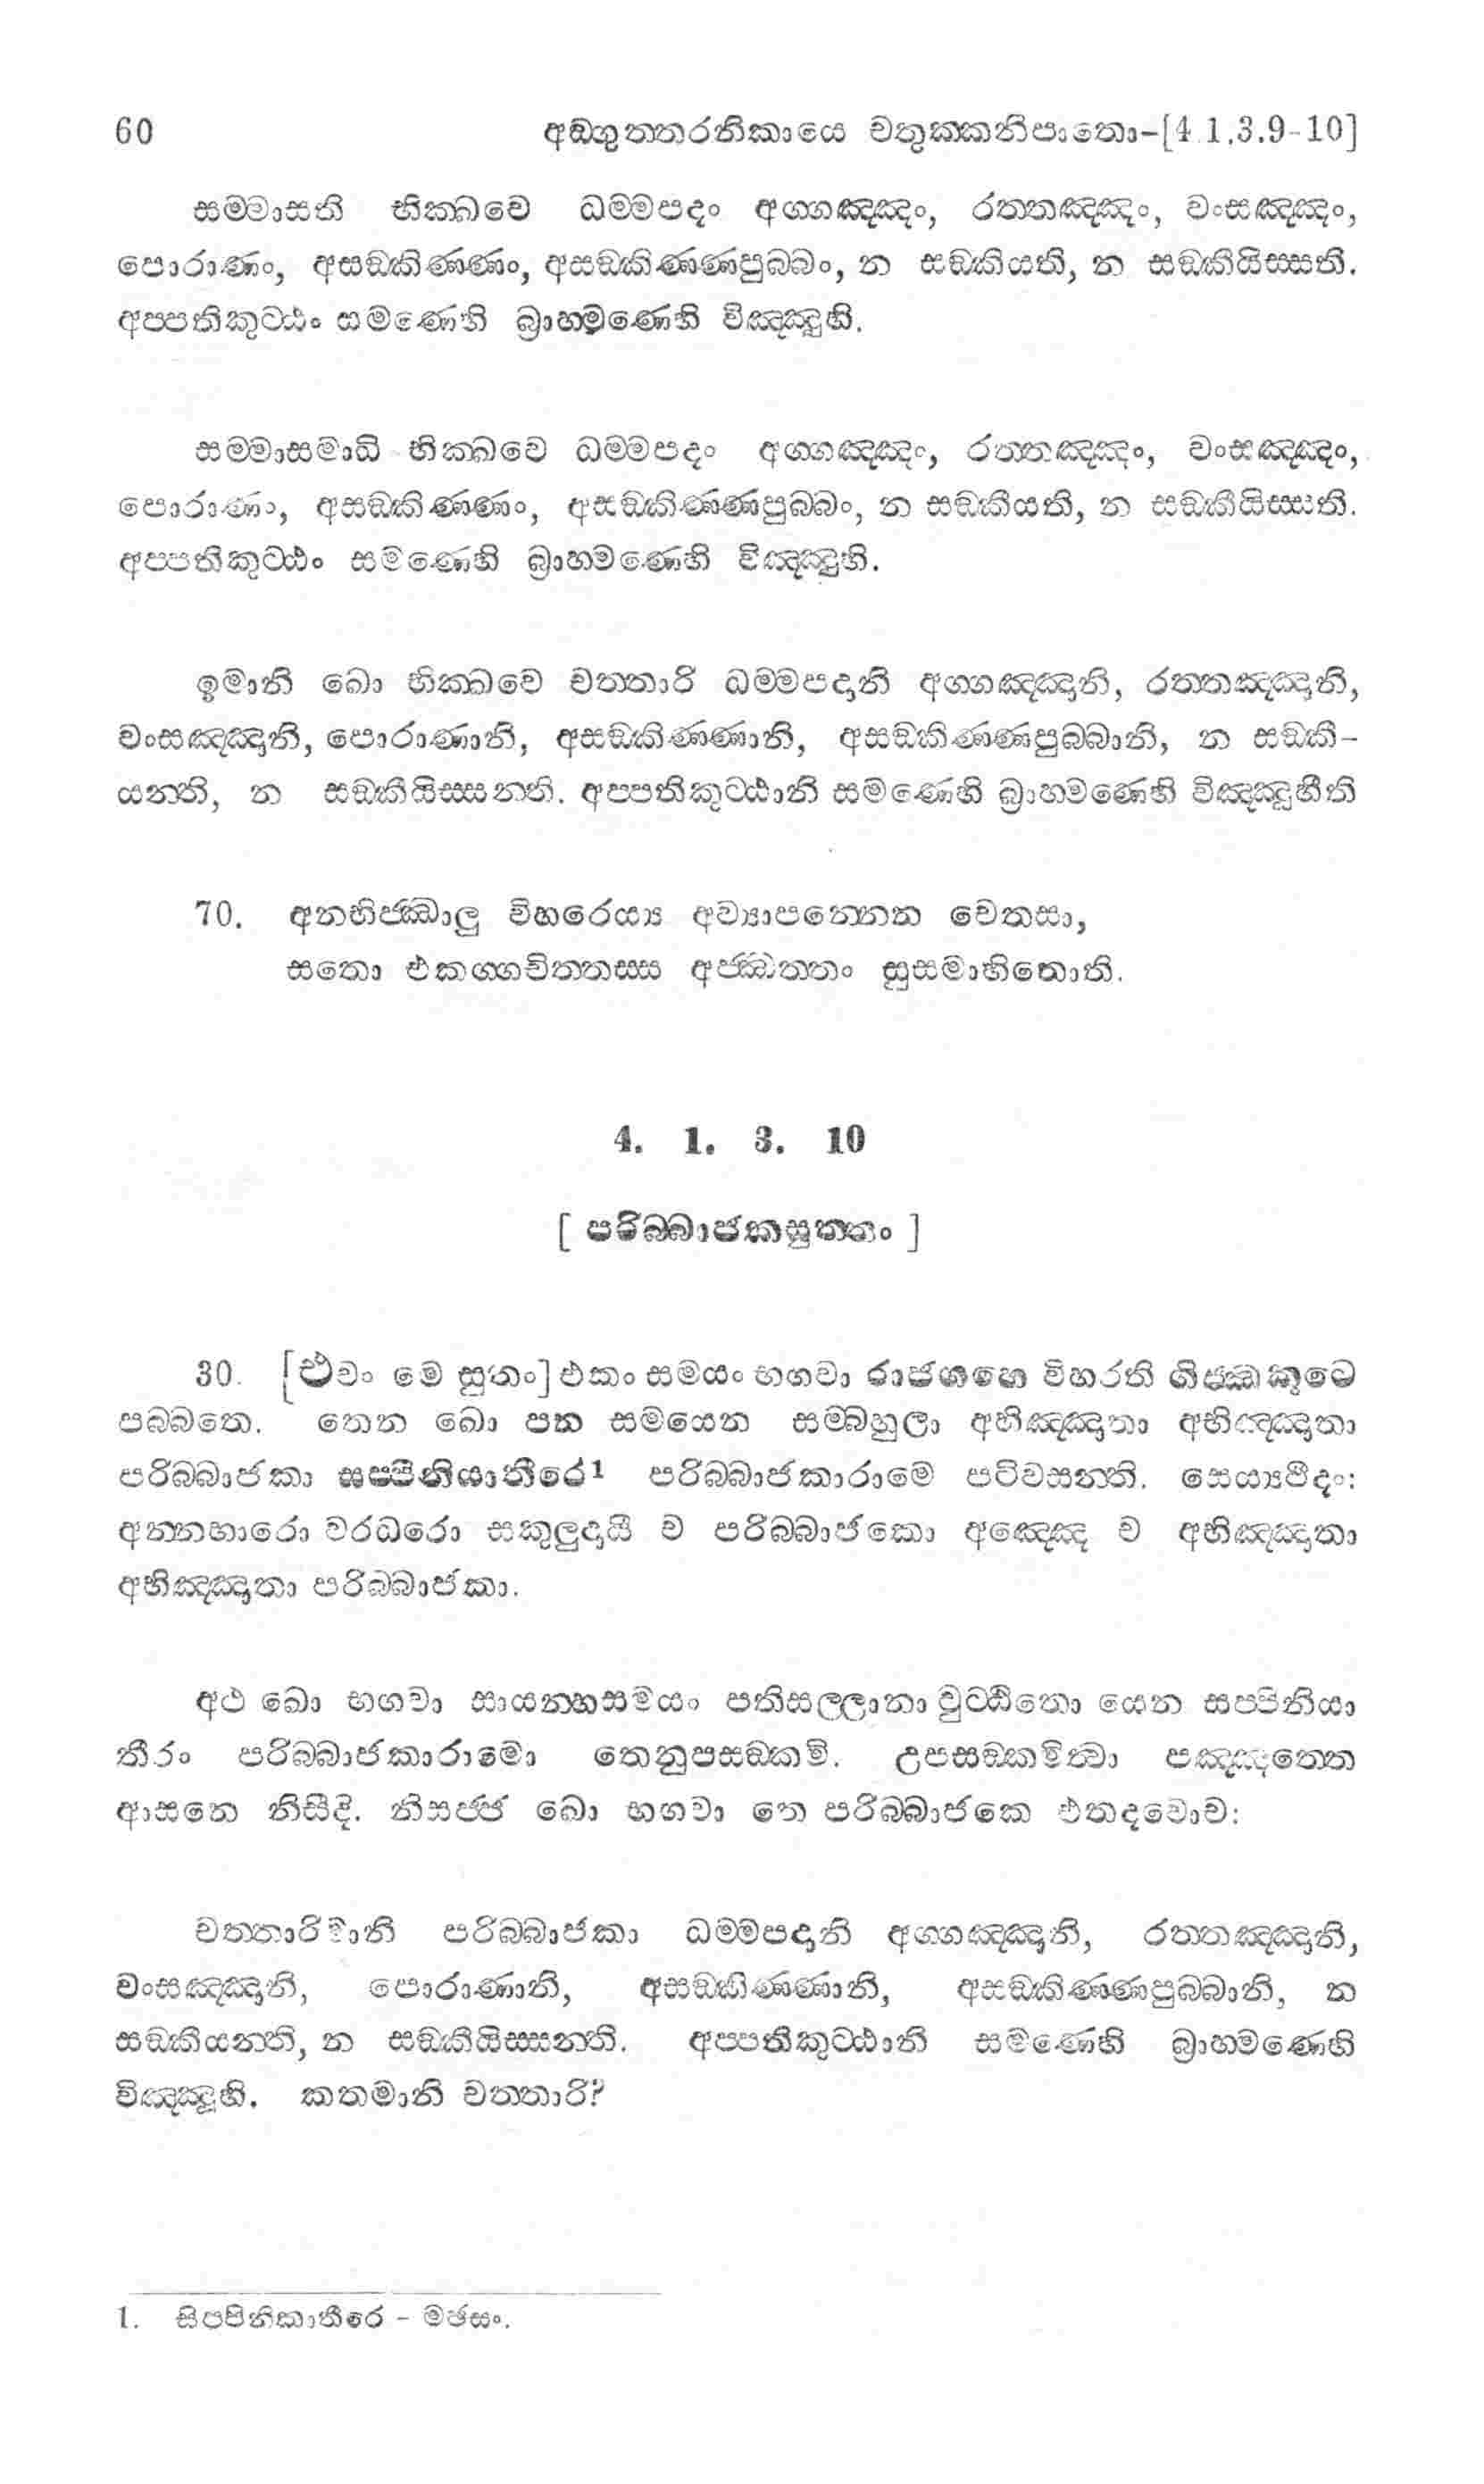 60 අඞ්ගුත්තරනිකායෙ චතුක්කනිපාතො-[4.1.3.9-10]
සම්මාසති භික්ඛවෙ ධම්මපදං අග්ගඤ්ඤං, රත්තඤ්ඤං, වංසඤ්ඤං,
පොරාණං, අසඞ්කිණ්ණං, අසඞ්කිණ්ණපුබ්බං, න සඞ්කීයති, න සඞ්කීයිස්සති.
අප්පතිකුට්ඨං සමණෙහි බ්‍රාහ්මණෙහි විඤ්ඤූහි.
සම්මාසමාධි භික්ඛවෙ ධම්මපදං අග්ගඤ්ඤං, රත්තඤ්ඤං, වංසඤ්ඤං,
පොරාණං, අසඞ්කිණ්ණං, අසඞ්කිණ්ණපුබ්බං, න සඞ්කීයති, න සඞ්කීයිස්සති.
අප්පතිකුට්ඨං සමණෙහි බ්‍රාහ්මණෙහි විඤ්ඤූහි.
ඉමානි ඛො භික්ඛවෙ චත්තාරි ධම්මපදානි අග්ගඤ්ඤානි, රත්තඤ්ඤානි,
වංසඤ්ඤානි, පොරාණානි, අසඞ්කිණ්ණානි, අසඞ්කිණ්ණපුබ්බානි, න සඞ්කී-
යන්ති, න සඞ්කීයිස්සන්ති. අප්පතිකුට්ඨානි සමණෙහි බ්‍රාහ්මණෙහි විඤ්ඤූහීති
70. අනභිජ්ඣාලු විහරෙය්‍ය අව්‍යාපන්නෙන චෙතසා,
සතො එකග්ගචිත්තස්ස අජ්ඣත්තං සුසමාහිතොති.
4. 1. 3. 10
[ පරිබ්බාජකසුත්තං ]
30. [එවං මෙ සුතං] එකං සමයං භගවා රාජගහෙ විහරති ගිජ්ඣකූටෙ
පබ්බතෙ. තෙන ඛො පන සමයෙන සම්බහුලා අභිඤ්ඤාතා අභිඤ්ඤාතා
පරිබ්බාජකා සප්පිනියාතීරෙ1 පරිබ්බාජකාරාමෙ පටිවසන්ති. සෙය්‍යථීදං:
අන්නභාරො වරධරො සකුලුදායී ච පරිබ්බාජකො අඤ්ඤෙ ච අභිඤ්ඤාතා
අභිඤ්ඤාතා පරිබ්බාජකා.
අථ ඛො භගවා සායන්හසමයං පතිසල්ලානා වුට්ඨිතො යෙන සප්පිනියා
තීරං පරිබ්බාජකාරාමො තෙනුපසඞ්කමි. උපසඞ්කමිත්වා පඤ්ඤත්තෙ
ආසනෙ නිසීදි. නිසජ්ජ ඛො භගවා තෙ පරිබ්බාජකෙ එතදවොච:
චත්තාරිමානි පරිබ්බාජකා ධම්මපදානි අග්ගඤ්ඤානි, රත්තඤ්ඤානි,
වංසඤ්ඤානි, පොරාණානි, අසඞ්කිණ්ණානි, අසඞ්කිණ්ණපුබ්බානි, න
සඞ්කීයන්ති, න සඞ්කීයිස්සන්ති. අප්පතිකුට්ඨානි සමණෙහි බ්‍රාහ්මණෙහි
විඤ්ඤූහි. කතමානි චත්තාරි?
1. සිප්පිනිකාතීරෙ - මඡසං.